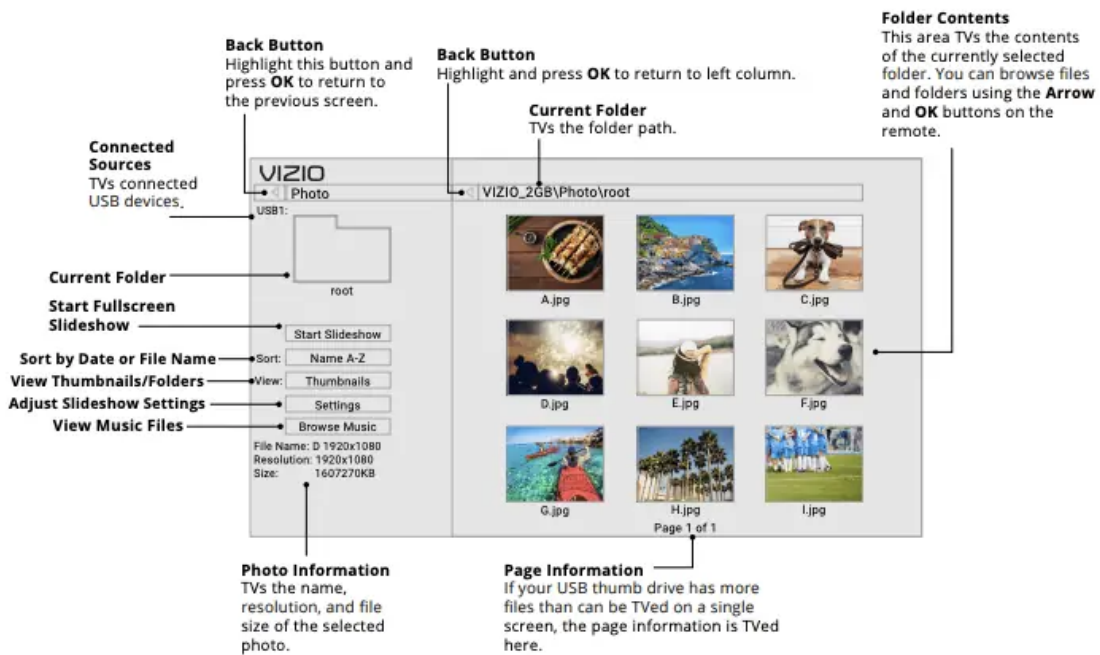 Folder Contents
This area TVs the contents
of the currently selected
folder. You can browse files
and folders using the Arrow
and OK buttons on the
remote.
Back Button
Highlight this button and
press OK to return to
the previous screen.
Back Button
Highlight and press OK to return to left column.
Current Folder
TVs the folder path.
Connected
Sources
TVs connected
USB devices.
VIZIO
Photo
VIZIO_2GB\Photo\root
USB1:
root
Current Folder
Start Fullscreen
Slideshow
Start Slideshow
Sort by Date or File Name
Sort: Name A-Z
View Thumbnails/Folders
View: Thumbnails
Adjust Slideshow Settings
Settings
View Music Files
Browse Music
File Name: D 1920x1080
Resolution: 1920x1080
Size: 1607270KB
A.jpg B.jpg C.jpg
D.jpg E.jpg F.jpg
G.jpg H.jpg I.jpg
Page 1 of 1
Photo Information
TVs the name,
resolution, and file
size of the selected
photo.
Page Information
If your USB thumb drive has more
files than can be TVed on a single
screen, the page information is TVed
here.